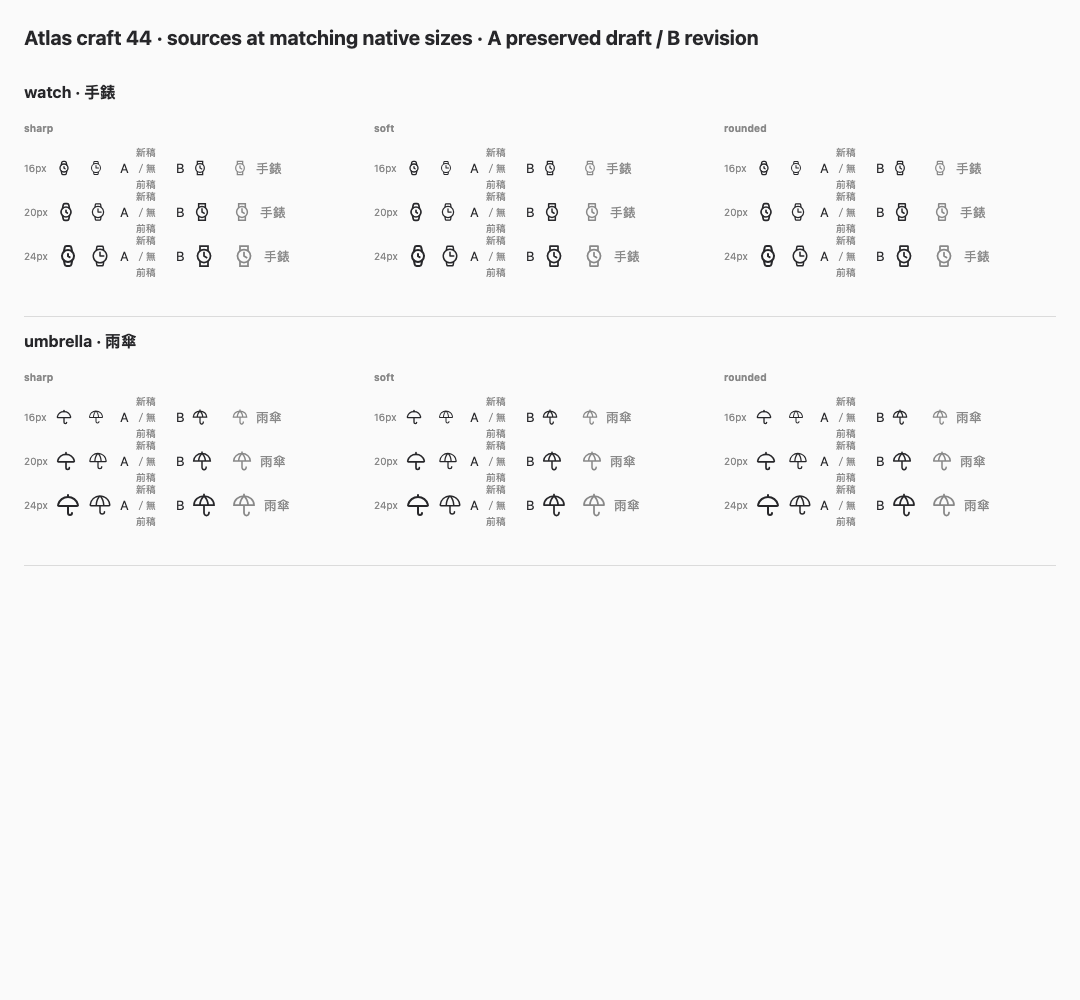 Atlas craft 44 · sources at matching native sizes · A preserved draft / B revision
watch · 手錶
sharp
16px A 新稿 / 無前稿 B 手錶
20px A 新稿 / 無前稿 B 手錶
24px A 新稿 / 無前稿 B 手錶
soft
16px A 新稿 / 無前稿 B 手錶
20px A 新稿 / 無前稿 B 手錶
24px A 新稿 / 無前稿 B 手錶
rounded
16px A 新稿 / 無前稿 B 手錶
20px A 新稿 / 無前稿 B 手錶
24px A 新稿 / 無前稿 B 手錶
umbrella · 雨傘
sharp
16px A 新稿 / 無前稿 B 雨傘
20px A 新稿 / 無前稿 B 雨傘
24px A 新稿 / 無前稿 B 雨傘
soft
16px A 新稿 / 無前稿 B 雨傘
20px A 新稿 / 無前稿 B 雨傘
24px A 新稿 / 無前稿 B 雨傘
rounded
16px A 新稿 / 無前稿 B 雨傘
20px A 新稿 / 無前稿 B 雨傘
24px A 新稿 / 無前稿 B 雨傘